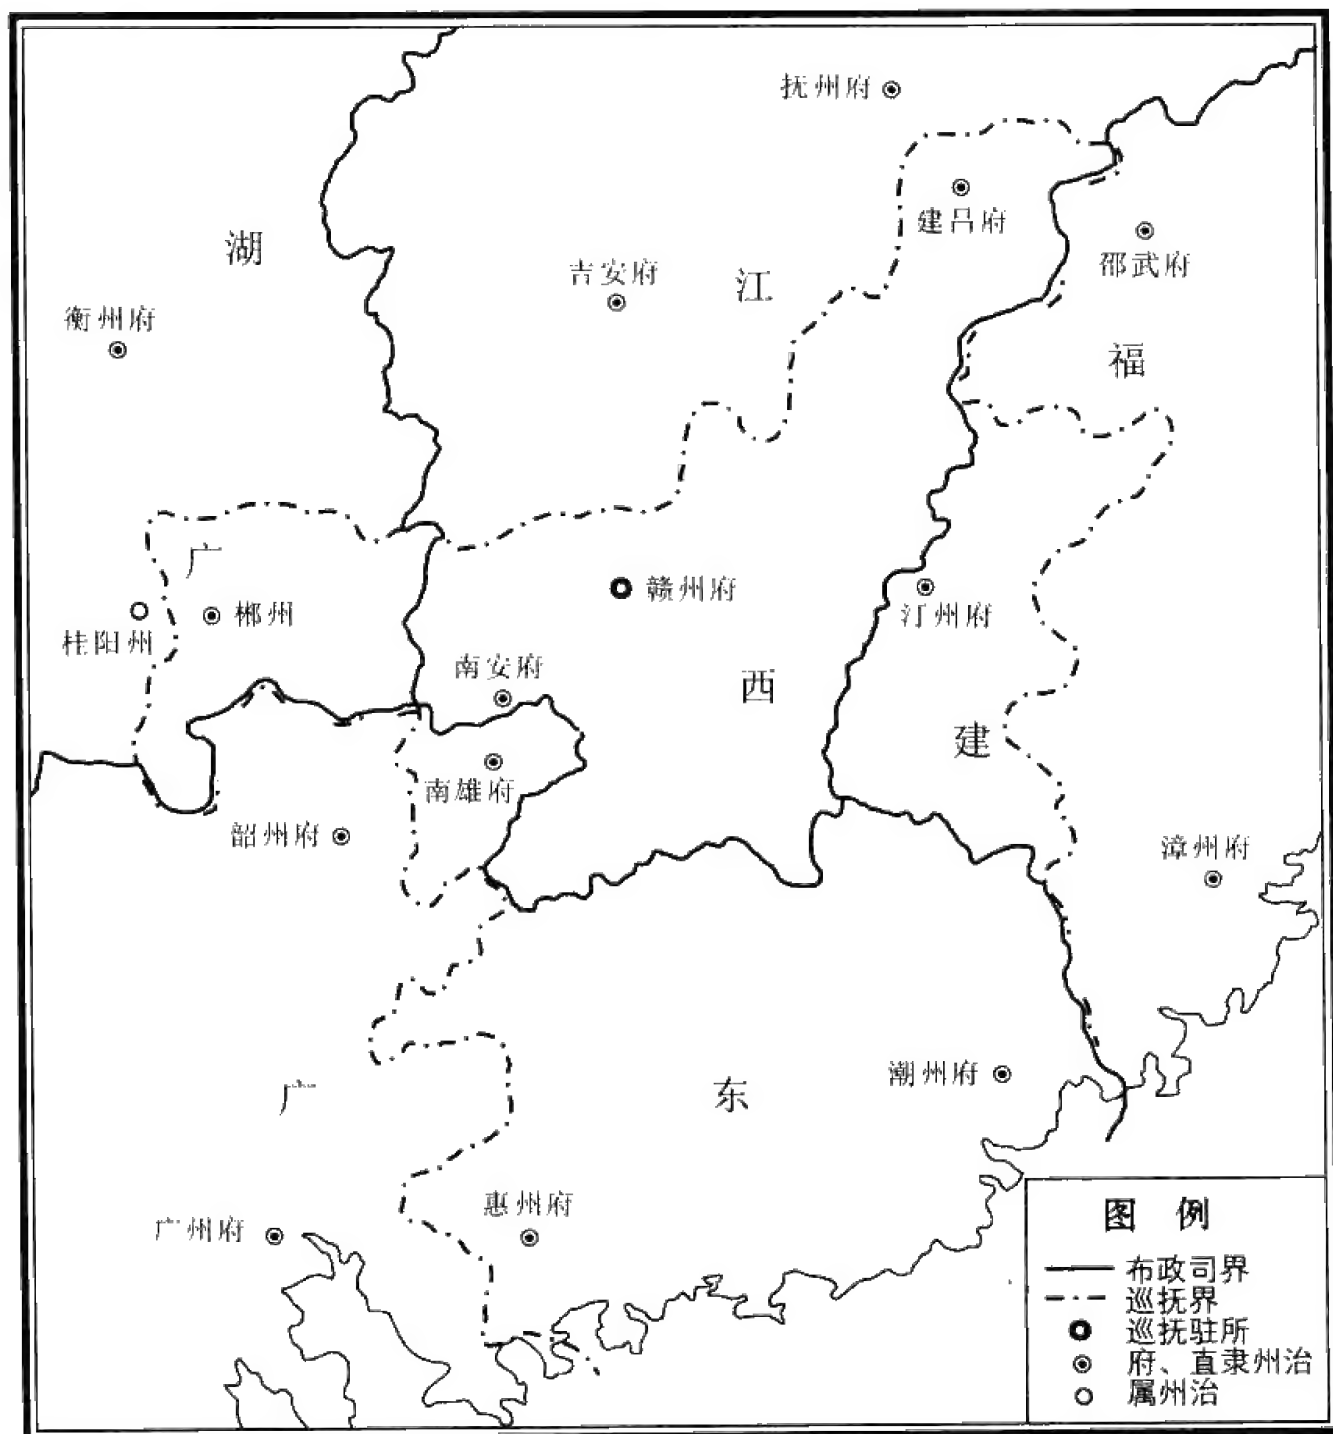 抚州府
建吕府
湖
邵武府
吉安府
江
衡州府
福
广
赣州府
郴州
汀州府
桂阳州
南安府
西
建
南雄府
韶州府
漳州府
潮州府
广
东
惠州府
广州府
图 例
布政司界
巡抚界
巡抚驻所
府、直隶州治
属州治